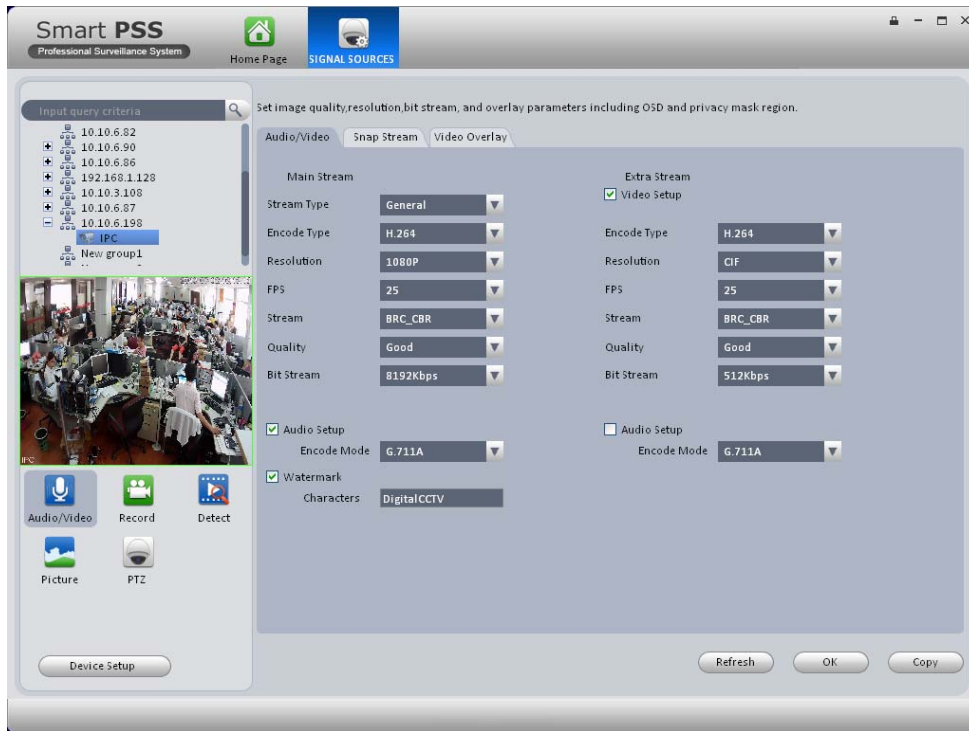 Smart PSS
Professional Surveillance System
Home Page
SIGNAL SOURCES
Input query criteria
10.10.6.82
10.10.6.90
10.10.6.86
192.168.1.128
10.10.3.108
10.10.6.87
10.10.6.198
IPC
New group1
IPC
Audio/Video
Record
Detect
Picture
PTZ
Device Setup
Set image quality,resolution,bit stream, and overlay parameters including OSD and privacy mask region.
Audio/Video Snap Stream Video Overlay
Main Stream
Stream Type General
Encode Type H.264
Resolution 1080P
FPS 25
Stream BRC_CBR
Quality Good
Bit Stream 8192Kbps
Audio Setup
Encode Mode G.711A
Watermark
Characters DigitalCCTV
Extra Stream
Video Setup
Encode Type H.264
Resolution CIF
FPS 25
Stream BRC_CBR
Quality Good
Bit Stream 512Kbps
Audio Setup
Encode Mode G.711A
Refresh OK Copy